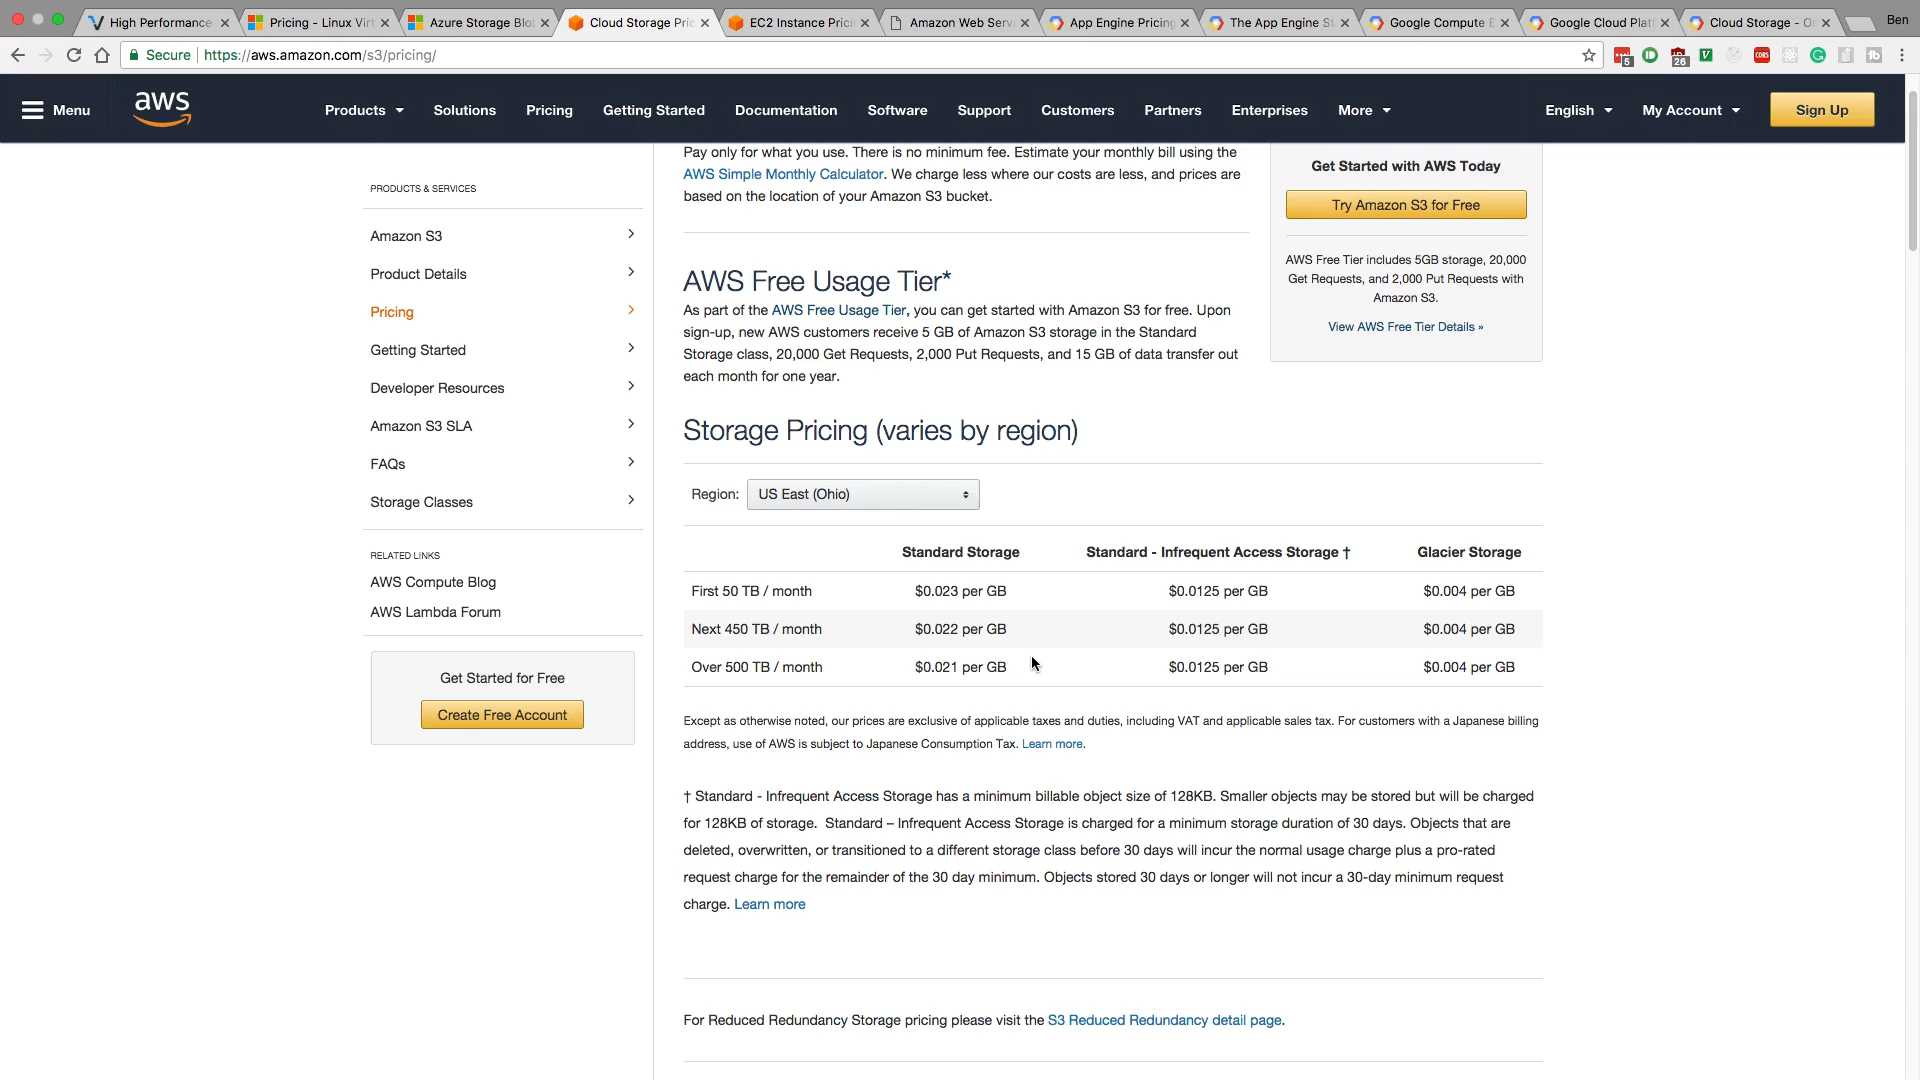 High Performance
Pricing - Linux Virt
Azure Storage Blo
Cloud Storage Pric
EC2 Instance Prici
Amazon Web Serv
App Engine Pricing
The App Engine St
Google Compute E
Google Cloud Plat
Cloud Storage - O
Ben
Secure
https://aws.amazon.com/s3/pricing/
5
26
CORS
Menu
aws
Products
Solutions
Pricing
Getting Started
Documentation
Software
Support
Customers
Partners
Enterprises
More
English
My Account
Sign Up
PRODUCTS & SERVICES
Amazon S3
Product Details
Pricing
Getting Started
Developer Resources
Amazon S3 SLA
FAQs
Storage Classes
RELATED LINKS
AWS Compute Blog
AWS Lambda Forum
Get Started for Free
Create Free Account
Pay only for what you use. There is no minimum fee. Estimate your monthly bill using the
AWS Simple Monthly Calculator. We charge less where our costs are less, and prices are
based on the location of your Amazon S3 bucket.
Get Started with AWS Today
Try Amazon S3 for Free
AWS Free Tier includes 5GB storage, 20,000
Get Requests, and 2,000 Put Requests with
Amazon S3.
View AWS Free Tier Details »
AWS Free Usage Tier*
As part of the AWS Free Usage Tier, you can get started with Amazon S3 for free. Upon
sign-up, new AWS customers receive 5 GB of Amazon S3 storage in the Standard
Storage class, 20,000 Get Requests, 2,000 Put Requests, and 15 GB of data transfer out
each month for one year.
Storage Pricing (varies by region)
Region: US East (Ohio)
Standard Storage Standard - Infrequent Access Storage † Glacier Storage
First 50 TB / month $0.023 per GB $0.0125 per GB $0.004 per GB
Next 450 TB / month $0.022 per GB $0.0125 per GB $0.004 per GB
Over 500 TB / month $0.021 per GB $0.0125 per GB $0.004 per GB
Except as otherwise noted, our prices are exclusive of applicable taxes and duties, including VAT and applicable sales tax. For customers with a Japanese billing
address, use of AWS is subject to Japanese Consumption Tax. Learn more.
† Standard - Infrequent Access Storage has a minimum billable object size of 128KB. Smaller objects may be stored but will be charged
for 128KB of storage. Standard – Infrequent Access Storage is charged for a minimum storage duration of 30 days. Objects that are
deleted, overwritten, or transitioned to a different storage class before 30 days will incur the normal usage charge plus a pro-rated
request charge for the remainder of the 30 day minimum. Objects stored 30 days or longer will not incur a 30-day minimum request
charge. Learn more
For Reduced Redundancy Storage pricing please visit the S3 Reduced Redundancy detail page.